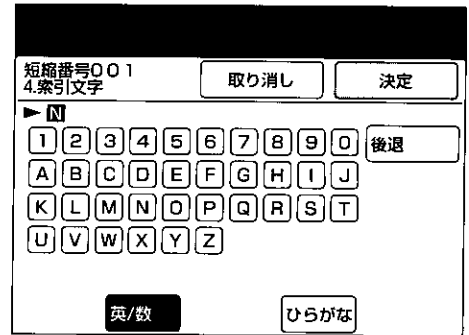 短縮番号001
4.索引文字
取り消し 決定
► N
1 2 3 4 5 6 7 8 9 0 後退
A B C D E F G H I J
K L M N O P Q R S T
U V W X Y Z
英/数 ひらがな